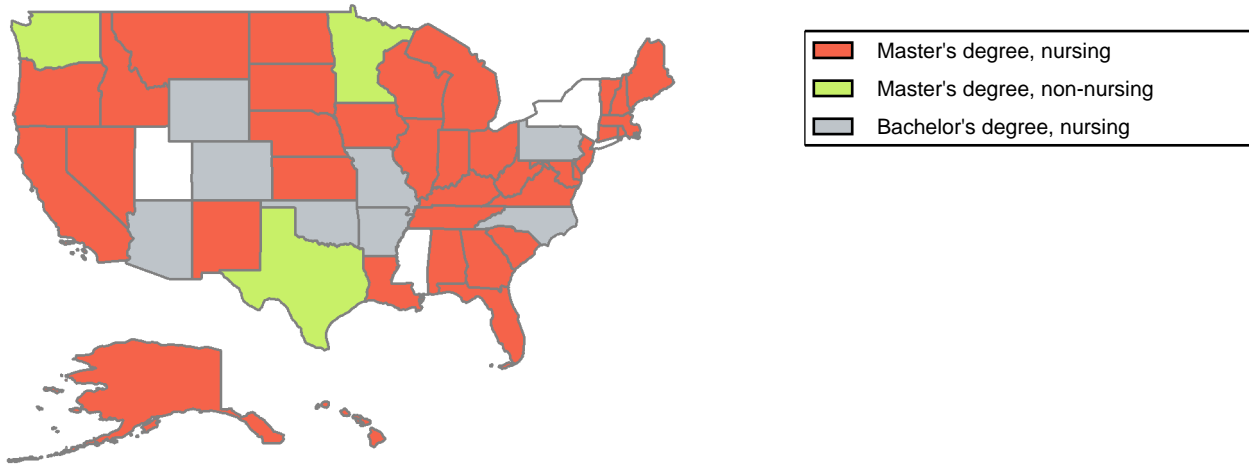 Master's degree, nursing
Master's degree, non-nursing
Bachelor's degree, nursing